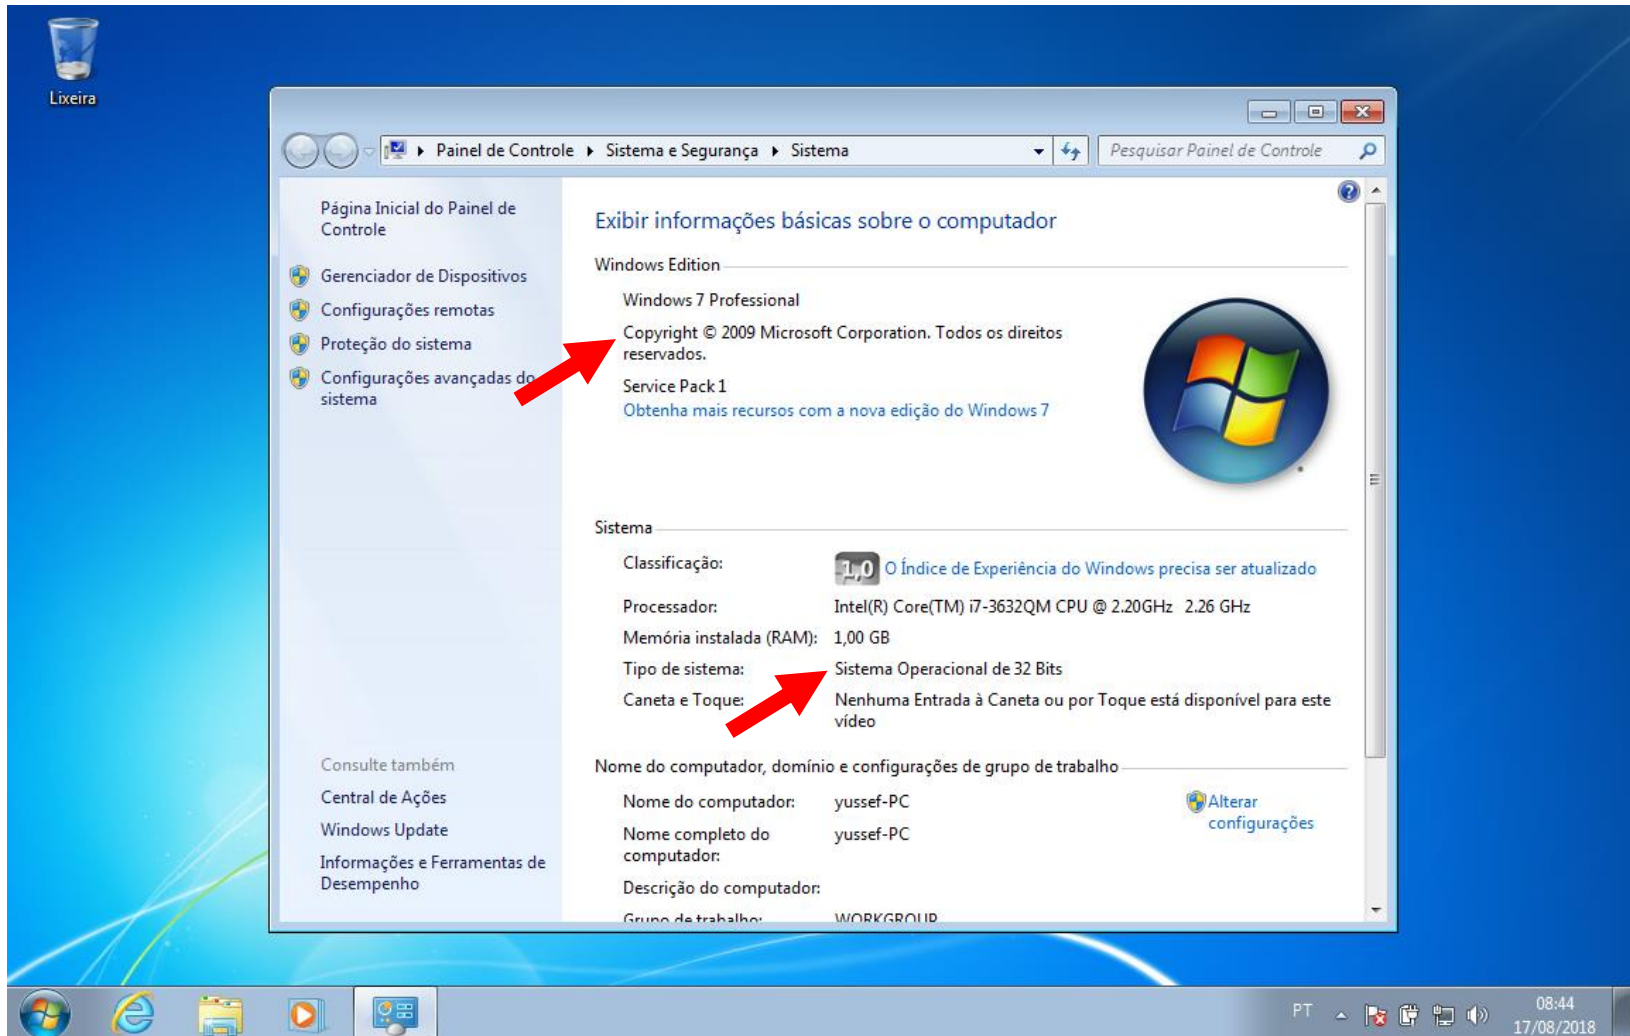 Lixeira
Painel de Controle Sistema e Segurança Sistema
Pesquisar Painel de Controle
Página Inicial do Painel de
Controle
Gerenciador de Dispositivos
Configurações remotas
Proteção do sistema
Configurações avançadas do
sistema
Exibir informações básicas sobre o computador
Windows Edition
Windows 7 Professional
Copyright © 2009 Microsoft Corporation. Todos os direitos
reservados.
Service Pack 1
Obtenha mais recursos com a nova edição do Windows 7
Sistema
Classificação: 1,0 O Índice de Experiência do Windows precisa ser atualizado
Processador: Intel(R) Core(TM) i7-3632QM CPU @ 2.20GHz 2.26 GHz
Memória instalada (RAM): 1,00 GB
Tipo de sistema: Sistema Operacional de 32 Bits
Caneta e Toque: Nenhuma Entrada à Caneta ou por Toque está disponível para este
vídeo
Nome do computador, domínio e configurações de grupo de trabalho
Nome do computador: yussef-PC
Alterar
configurações
Nome completo do
computador:
yussef-PC
Descrição do computador:
Grupo de trabalho: WORKGROUP
Consulte também
Central de Ações
Windows Update
Informações e Ferramentas de
Desempenho
PT
08:44
17/08/2018